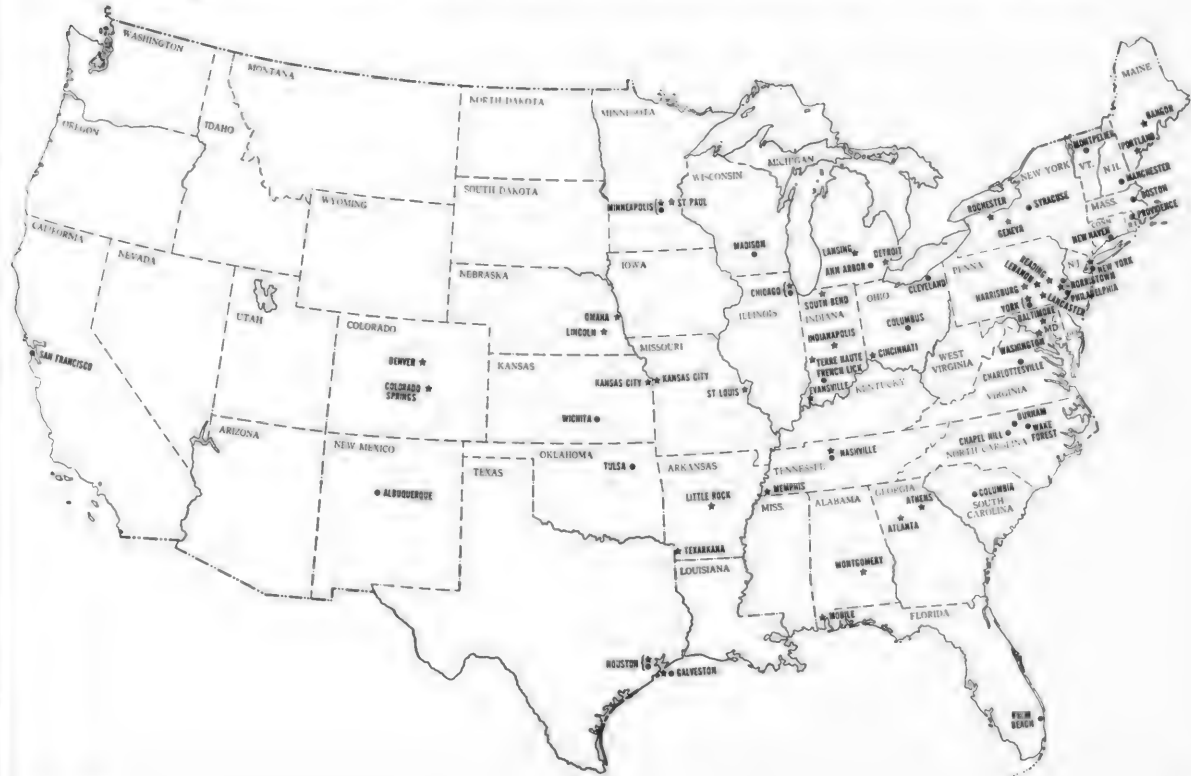 WASHINGTON
MONTANA
NORTH DAKOTA
MINNESOTA
MAINE
BANGOR
OREGON
IDAHO
SOUTH DAKOTA
WISCONSIN
MICHIGAN
MONTPELIER
PORTLAND
NEW YORK
VT.
N.H.
MANCHESTER
WYOMING
MINNEAPOLIS
ST PAUL
ROCHESTER
SYRACUSE
GENEVA
MASS.
BOSTON
CONN
PROVIDENCE
NEW HAVEN
CALIFORNIA
NEVADA
MADISON
LANSING
DETROIT
ANN ARBOR
NEBRASKA
IOWA
CHICAGO
SOUTH BEND
CLEVELAND
PENNA
READING
LEBANON
HARRISBURG
YORK
N.J.
NEW YORK
NORRISTOWN
PHILADELPHIA
LANCASTER
BALTIMORE
MD
UTAH
COLORADO
OMAHA
LINCOLN
ILLINOIS
INDIANA
OHIO
COLUMBUS
INDIANAPOLIS
SAN FRANCISCO
DENVER
COLORADO
SPRINGS
KANSAS
MISSOURI
KANSAS CITY
KANSAS CITY
ST LOUIS
TERRE HAUTE
FRENCH LICK
EVANSVILLE
CINCINNATI
KENTUCKY
WEST
VIRGINIA
WASHINGTON
CHARLOTTESVILLE
VIRGINIA
WICHITA
ARIZONA
NEW MEXICO
TEXAS
OKLAHOMA
TULSA
ARKANSAS
NASHVILLE
DURHAM
CHAPEL HILL
WAKE
FOREST
NORTH CAROLINA
ALBUQUERQUE
LITTLE ROCK
MEMPHIS
MISS.
ALABAMA
GEORGIA
ATHENS
ATLANTA
COLUMBIA
SOUTH
CAROLINA
TEXARKANA
LOUISIANA
MONTGOMERY
MOBILE
FLORIDA
HOUSTON
GALVESTON
BEACH